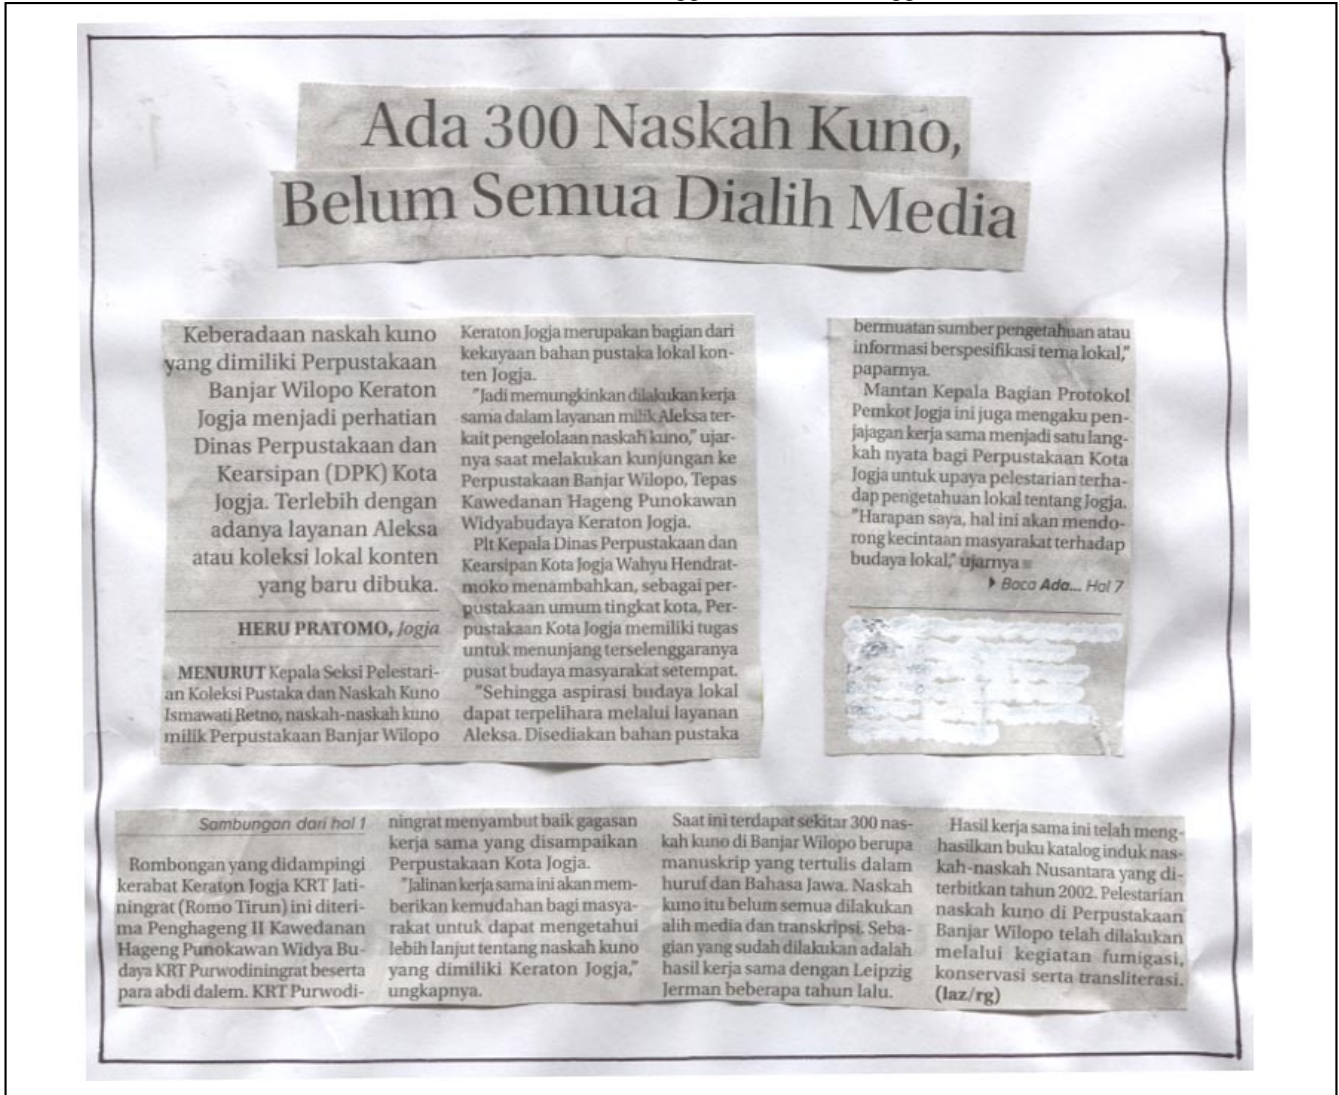 Ada 300 Naskah Kuno,
Belum Semua Dialih Media
Keberadaan naskah kuno
yang dimiliki Perpustakaan
Banjar Wilopo Keraton
Jogja menjadi perhatian
Dinas Perpustakaan dan
Kearsipan (DPK) Kota
Jogja. Terlebih dengan
adanya layanan Aleksa
atau koleksi lokal konten
yang baru dibuka.
HERU PRATOMO, Jogja
MENURUT Kepala Seksi Pelestari-
an Koleksi Pustaka dan Naskah Kuno
Ismawati Retno, naskah-naskah kuno
milik Perpustakaan Banjar Wilopo
Keraton Jogja merupakan bagian dari
kekayaan bahan pustaka lokal kon-
ten Jogja.
"Jadi memungkinkan dilakukan kerja
sama dalam layanan milik Aleksa ter-
kait pengelolaan naskah kuno," ujar-
nya saat melakukan kunjungan ke
Perpustakaan Banjar Wilopo, Tepas
Kawedanan Hageng Punokawan
Widyabudaya Keraton Jogja.
Plt Kepala Dinas Perpustakaan dan
Kearsipan Kota Jogja Wahyu Hendrat-
moko menambahkan, sebagai per-
pustakaan umum tingkat kota, Per-
pustakaan Kota Jogja memiliki tugas
untuk menunjang terselenggaranya
pusat budaya masyarakat setempat.
"Sehingga aspirasi budaya lokal
dapat terpelihara melalui layanan
Aleksa. Disediakan bahan pustaka
bermuatan sumber pengetahuan atau
informasi berspesifikasi tema lokal,"
paparnya.
Mantan Kepala Bagian Protokol
Pemkot Jogja ini juga mengaku pen-
jajagan kerja sama menjadi satu lang-
kah nyata bagi Perpustakaan Kota
Jogja untuk upaya pelestarian terha-
dap pengetahuan lokal tentang Jogja.
"Harapan saya, hal ini akan mendo-
rong kecintaan masyarakat terhadap
budaya lokal," ujarnya
Baca Ada... Hal 7
Sambungan dari hal 1
Rombongan yang didampingi
kerabat Keraton Jogja KRT Jati-
ningrat (Romo Tirun) ini diteri-
ma Penghageng II Kawedanan
Hageng Punokawan Widya Bu-
daya KRT Purwodiningrat beserta
para abdi dalem. KRT Purwodi-
ningrat menyambut baik gagasan
kerja sama yang disampaikan
Perpustakaan Kota Jogja.
"Jalinan kerja sama ini akan mem-
berikan kemudahan bagi masya-
rakat untuk dapat mengetahui
lebih lanjut tentang naskah kuno
yang dimiliki Keraton Jogja,"
ungkapnya.
Saat ini terdapat sekitar 300 nas-
kah kuno di Banjar Wilopo berupa
manuskrip yang tertulis dalam
huruf dan Bahasa Jawa. Naskah
kuno itu belum semua dilakukan
alih media dan transkripsi. Seba-
gian yang sudah dilakukan adalah
hasil kerja sama dengan Leipzig
Jerman beberapa tahun lalu.
Hasil kerja sama ini telah meng-
hasilkan buku katalog induk nas-
kah-naskah Nusantara yang di-
terbitkan tahun 2002. Pelestarian
naskah kuno di Perpustakaan
Banjar Wilopo telah dilakukan
melalui kegiatan fumigasi,
konservasi serta transliterasi.
(laz/rg)